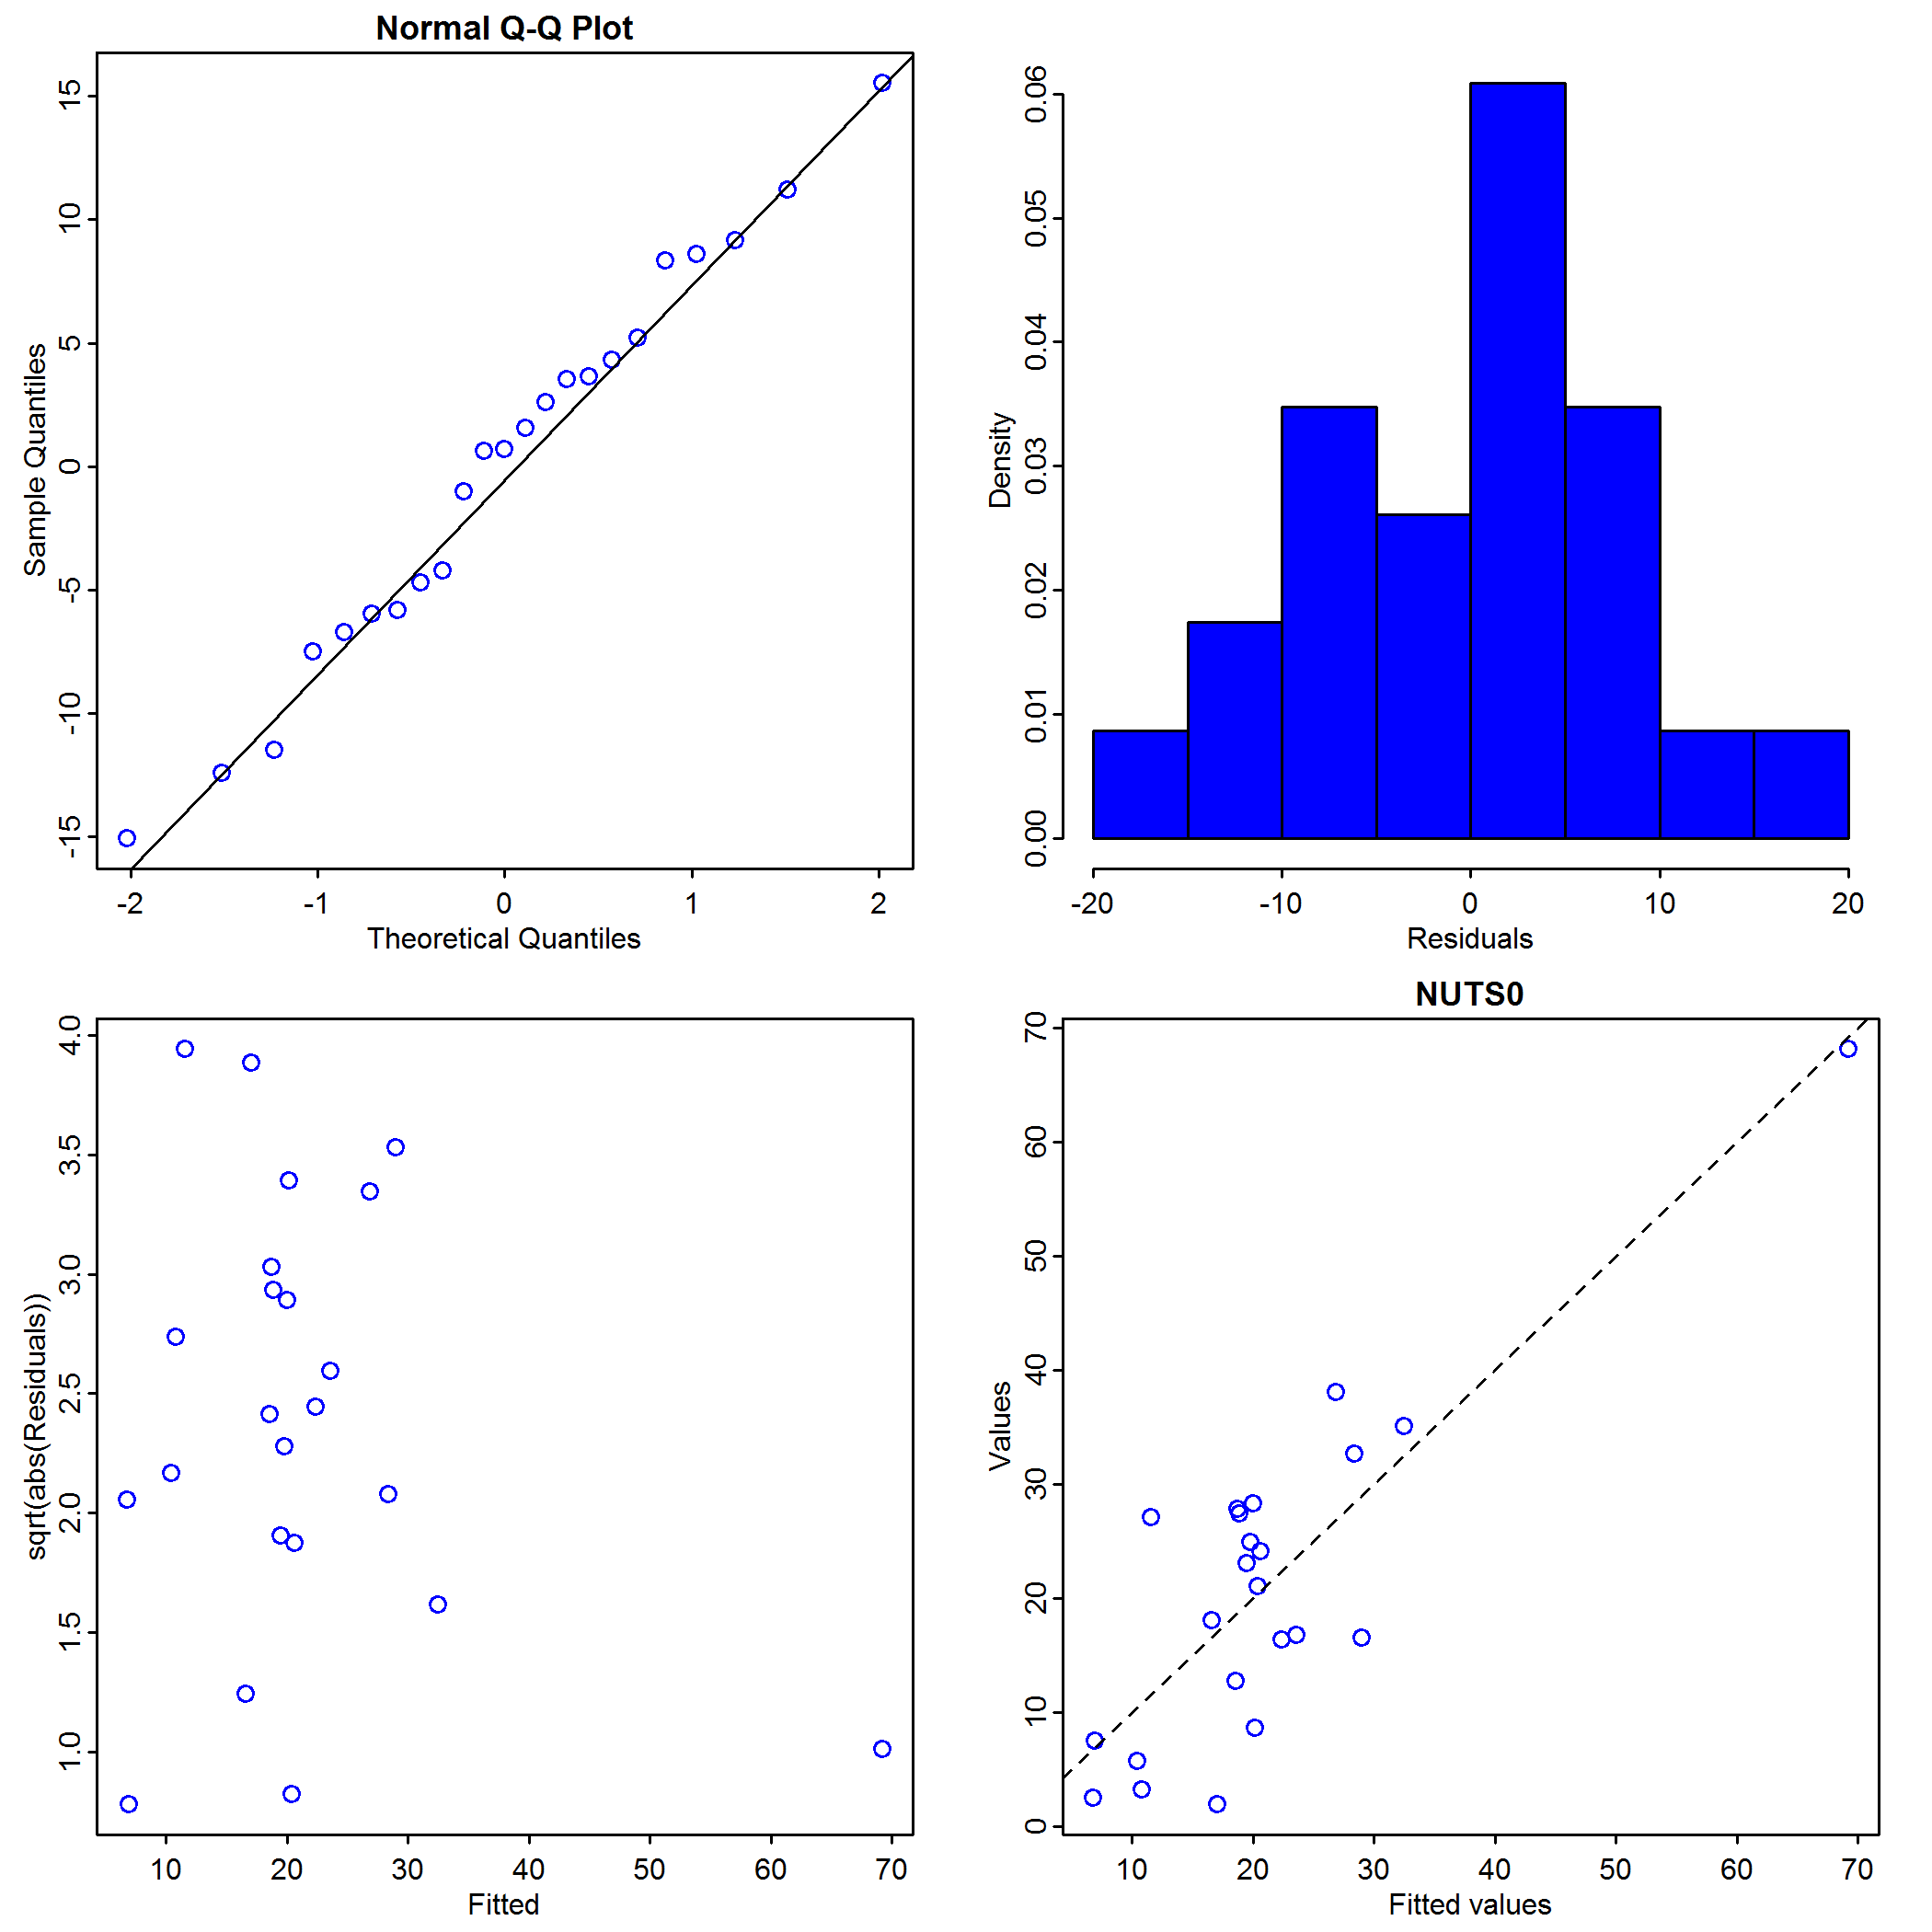 Normal Q-Q Plot
Sample Quantiles
15
10
5
0
-5
-10
-15
-2 -1 0 1 2
Theoretical Quantiles
Density
0.06
0.05
0.04
0.03
0.02
0.01
0.00
-20 -10 0 10 20
Residuals
sqrt(abs(Residuals))
4.0
3.5
3.0
2.5
2.0
1.5
1.0
10 20 30 40 50 60 70
Fitted
NUTS0
Values
70
60
50
40
30
20
10
0
10 20 30 40 50 60 70
Fitted values